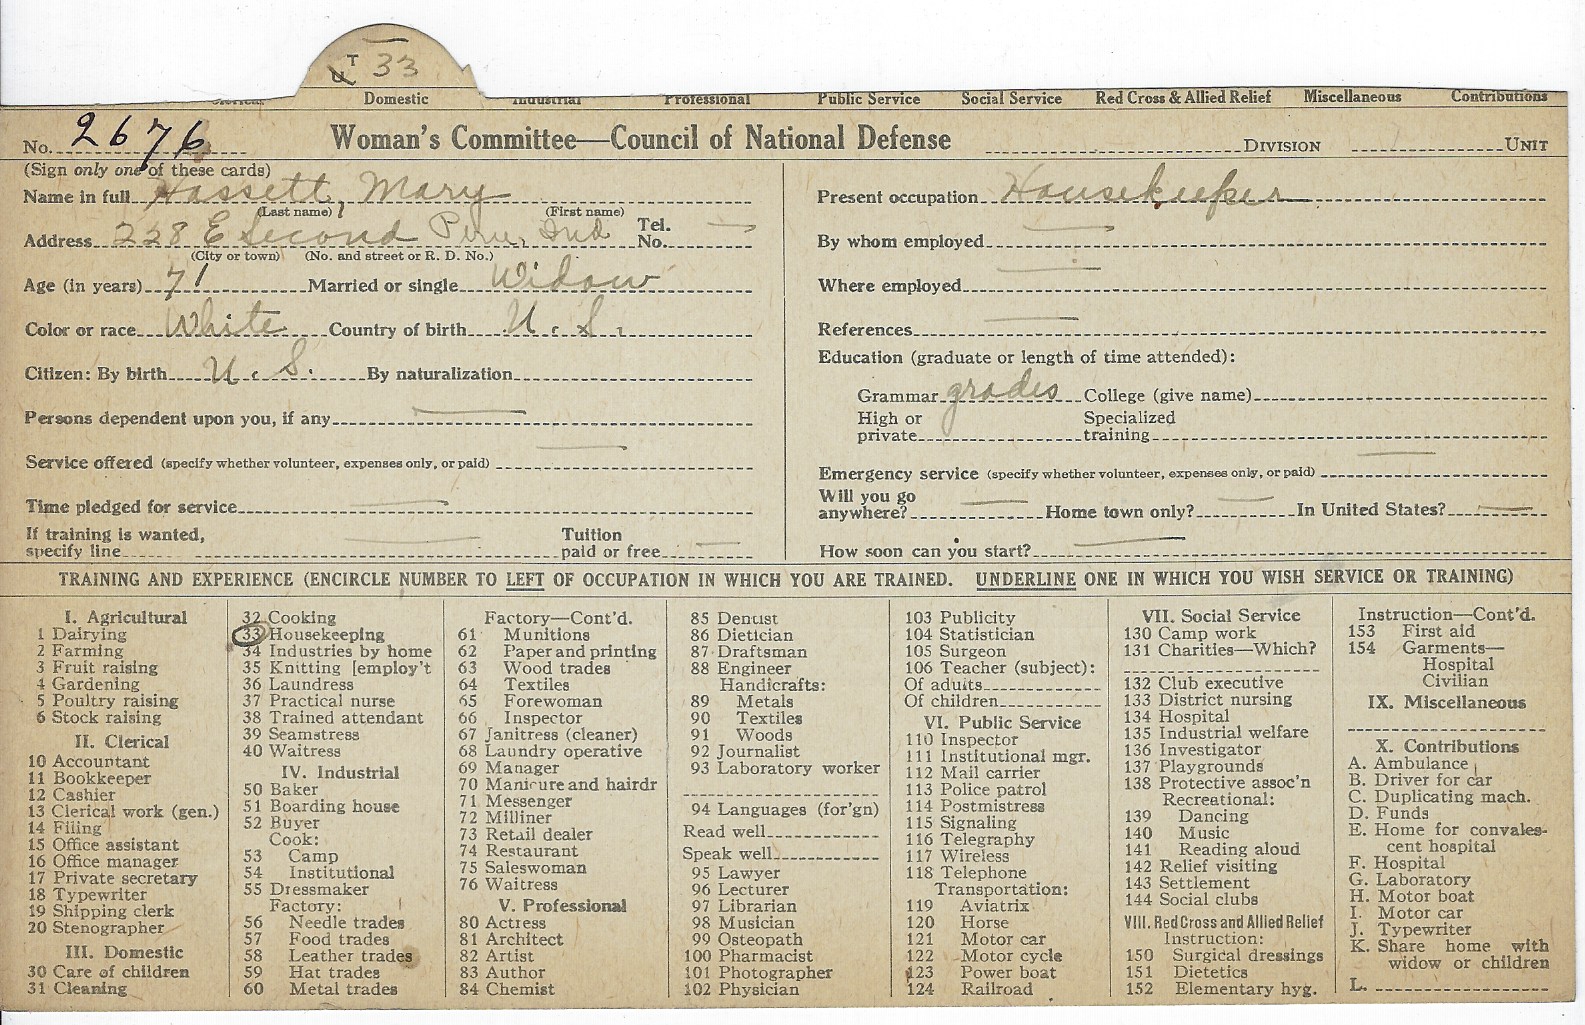 T
U 33
Clerical Domestic Industrial Professional Public Service Social Service Red Cross & Allied Relief Miscellaneous Contributions
No. 2676 Woman's Committee—Council of National Defense DIVISION UNIT
(Sign only one of these cards)
Name in full Hassett, Mary
(Last name) (First name)
Address 228 E Second Peru, Ind Tel. No.
(City or town) (No. and street or R. D. No.)
Age (in years) 71 Married or single Widow
Color or race White Country of birth U. S.
Citizen: By birth U. S. By naturalization
Persons dependent upon you, if any
Service offered (specify whether volunteer, expenses only, or paid)
Time pledged for service
If training is wanted, Tuition
specify line paid or free
Present occupation Housekeeper
By whom employed
Where employed
References
Education (graduate or length of time attended):
Grammar grades College (give name)
High or Specialized
private training
Emergency service (specify whether volunteer, expenses only, or paid)
Will you go
anywhere? Home town only? In United States?
How soon can you start?
TRAINING AND EXPERIENCE (ENCIRCLE NUMBER TO LEFT OF OCCUPATION IN WHICH YOU ARE TRAINED. UNDERLINE ONE IN WHICH YOU WISH SERVICE OR TRAINING)
I. Agricultural
1 Dairying
2 Farming
3 Fruit raising
4 Gardening
5 Poultry raising
6 Stock raising
II. Clerical
10 Accountant
11 Bookkeeper
12 Cashier
13 Clerical work (gen.)
14 Filing
15 Office assistant
16 Office manager
17 Private secretary
18 Typewriter
19 Shipping clerk
20 Stenographer
III. Domestic
30 Care of children
31 Cleaning
32 Cooking
33 Housekeeping
34 Industries by home
35 Knitting [employ't
36 Laundress
37 Practical nurse
38 Trained attendant
39 Seamstress
40 Waitress
IV. Industrial
50 Baker
51 Boarding house
52 Buyer
Cook:
53 Camp
54 Institutional
55 Dressmaker
Factory:
56 Needle trades
57 Food trades
58 Leather trades
59 Hat trades
60 Metal trades
Factory—Cont'd.
61 Munitions
62 Paper and printing
63 Wood trades
64 Textiles
65 Forewoman
66 Inspector
67 Janitress (cleaner)
68 Laundry operative
69 Manager
70 Manicure and hairdr
71 Messenger
72 Milliner
73 Retail dealer
74 Restaurant
75 Saleswoman
76 Waitress
V. Professional
80 Actress
81 Architect
82 Artist
83 Author
84 Chemist
85 Dentist
86 Dietician
87 Draftsman
88 Engineer
Handicrafts:
89 Metals
90 Textiles
91 Woods
92 Journalist
93 Laboratory worker
94 Languages (for'gn)
Read well
Speak well
95 Lawyer
96 Lecturer
97 Librarian
98 Musician
99 Osteopath
100 Pharmacist
101 Photographer
102 Physician
103 Publicity
104 Statistician
105 Surgeon
106 Teacher (subject):
Of adults
Of children
VI. Public Service
110 Inspector
111 Institutional mgr.
112 Mail carrier
113 Police patrol
114 Postmistress
115 Signaling
116 Telegraphy
117 Wireless
118 Telephone
Transportation:
119 Aviatrix
120 Horse
121 Motor car
122 Motor cycle
123 Power boat
124 Railroad
VII. Social Service
130 Camp work
131 Charities—Which?
132 Club executive
133 District nursing
134 Hospital
135 Industrial welfare
136 Investigator
137 Playgrounds
138 Protective assoc'n
Recreational:
139 Dancing
140 Music
141 Reading aloud
142 Relief visiting
143 Settlement
144 Social clubs
VIII. Red Cross and Allied Relief
Instruction:
150 Surgical dressings
151 Dietetics
152 Elementary hyg.
Instruction—Cont'd.
153 First aid
154 Garments—
Hospital
Civilian
IX. Miscellaneous
X. Contributions
A. Ambulance
B. Driver for car
C. Duplicating mach.
D. Funds
E. Home for convales-
cent hospital
F. Hospital
G. Laboratory
H. Motor boat
I. Motor car
J. Typewriter
K. Share home with
widow or children
L.